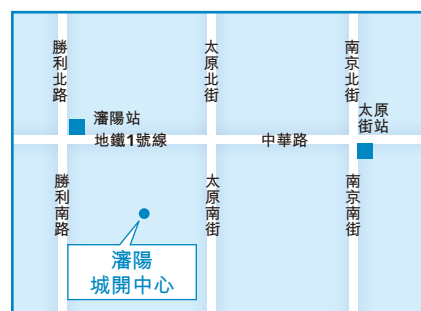 勝利北路
太原北街
南京北街
瀋陽站
地鐵1號線
中華路
太原
街站
勝利南路
太原南街
南京南街
瀋陽
城開中心